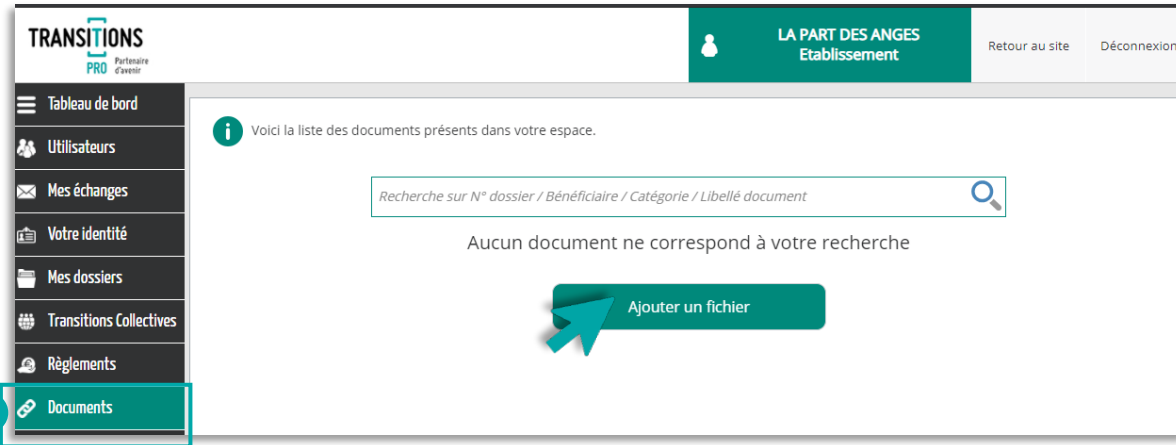 TRANSITIONS
PRO Partenaire d'avenir
LA PART DES ANGES
Etablissement
Retour au site
Déconnexion
Tableau de bord
Utilisateurs
Mes échanges
Votre identité
Mes dossiers
Transitions Collectives
Règlements
Documents
i Voici la liste des documents présents dans votre espace.
Recherche sur N° dossier / Bénéficiaire / Catégorie / Libellé document
Aucun document ne correspond à votre recherche
Ajouter un fichier